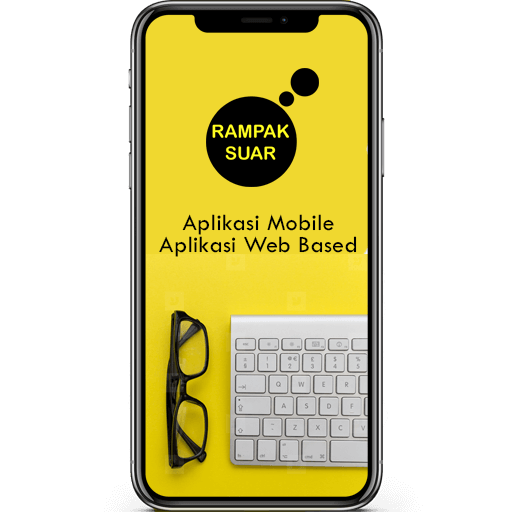 RAMPAK
SUAR
Aplikasi Mobile
Aplikasi Web Based
Q W E R
A S D F
Z X C V